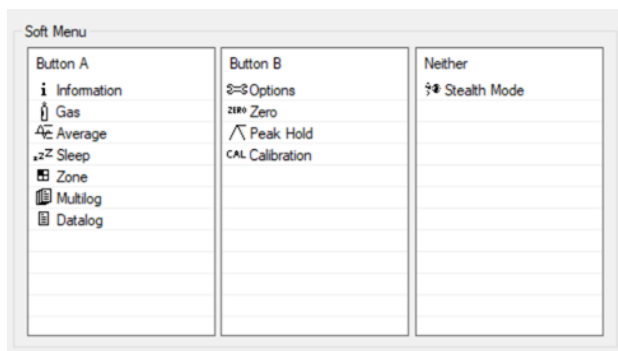 Soft Menu
Button A
Information
Gas
Average
zzZ Sleep
Zone
Multilog
Datalog
Button B
Options
ZERO Zero
Peak Hold
CAL Calibration
Neither
Stealth Mode